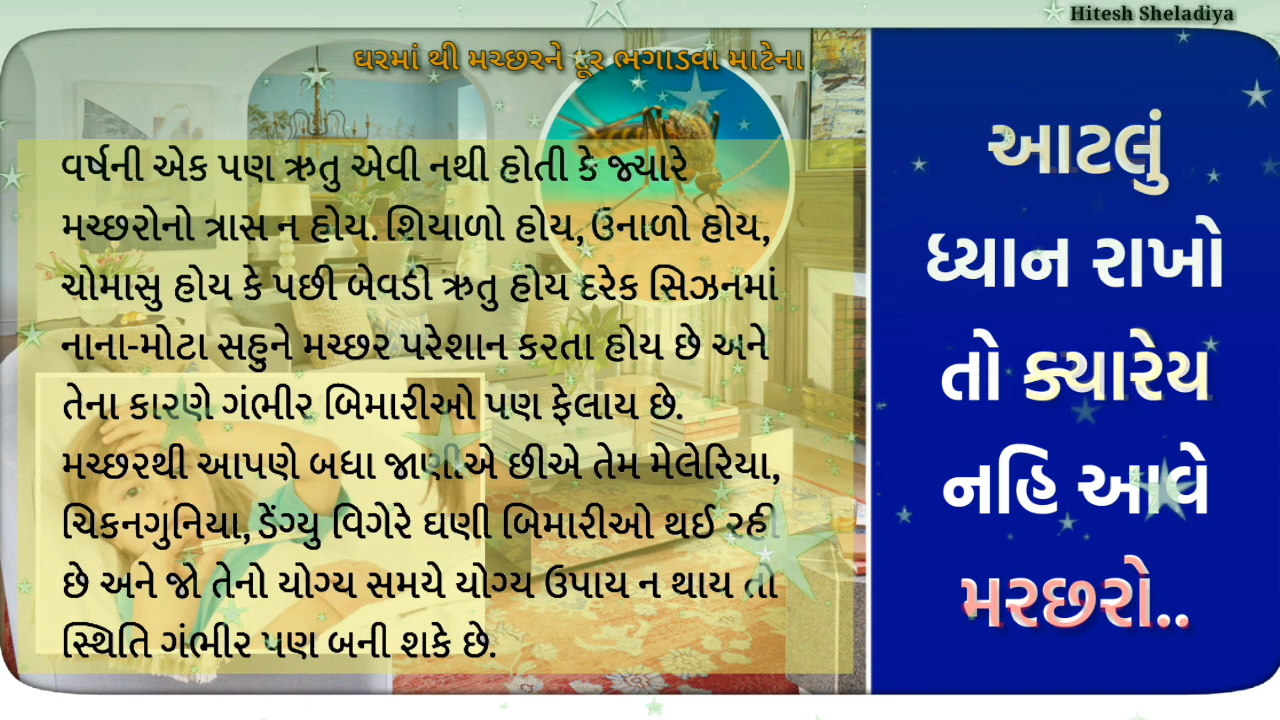 Hitesh Sheladiya
ઘરમાં થી મચ્છરને દૂર ભગાડવા માટેના
વર્ષની એક પણ ઋતુ એવી નથી હોતી કે જ્યારે
મચ્છરોનો ત્રાસ ન હોય. શિયાળો હોય, ઉનાળો હોય,
ચોમાસુ હોય કે પછી બેવડી ઋતુ હોય દરેક સિઝનમાં
નાના-મોટા સહુને મચ્છર પરેશાન કરતા હોય છે અને
તેના કારણે ગંભીર બિમારીઓ પણ ફેલાય છે.
મચ્છરથી આપણે બધા જાણીએ છીએ તેમ મેલેરિયા,
ચિકનગુનિયા, ડેંગ્યુ વિગેરે ઘણી બિમારીઓ થઈ રહી
છે અને જો તેનો યોગ્ય સમયે યોગ્ય ઉપાય ન થાય તો
સ્થિતિ ગંભીર પણ બની શકે છે.
આટલું
ધ્યાન રાખો
તો ક્યારેય
નહિ આવે
મરછરો..